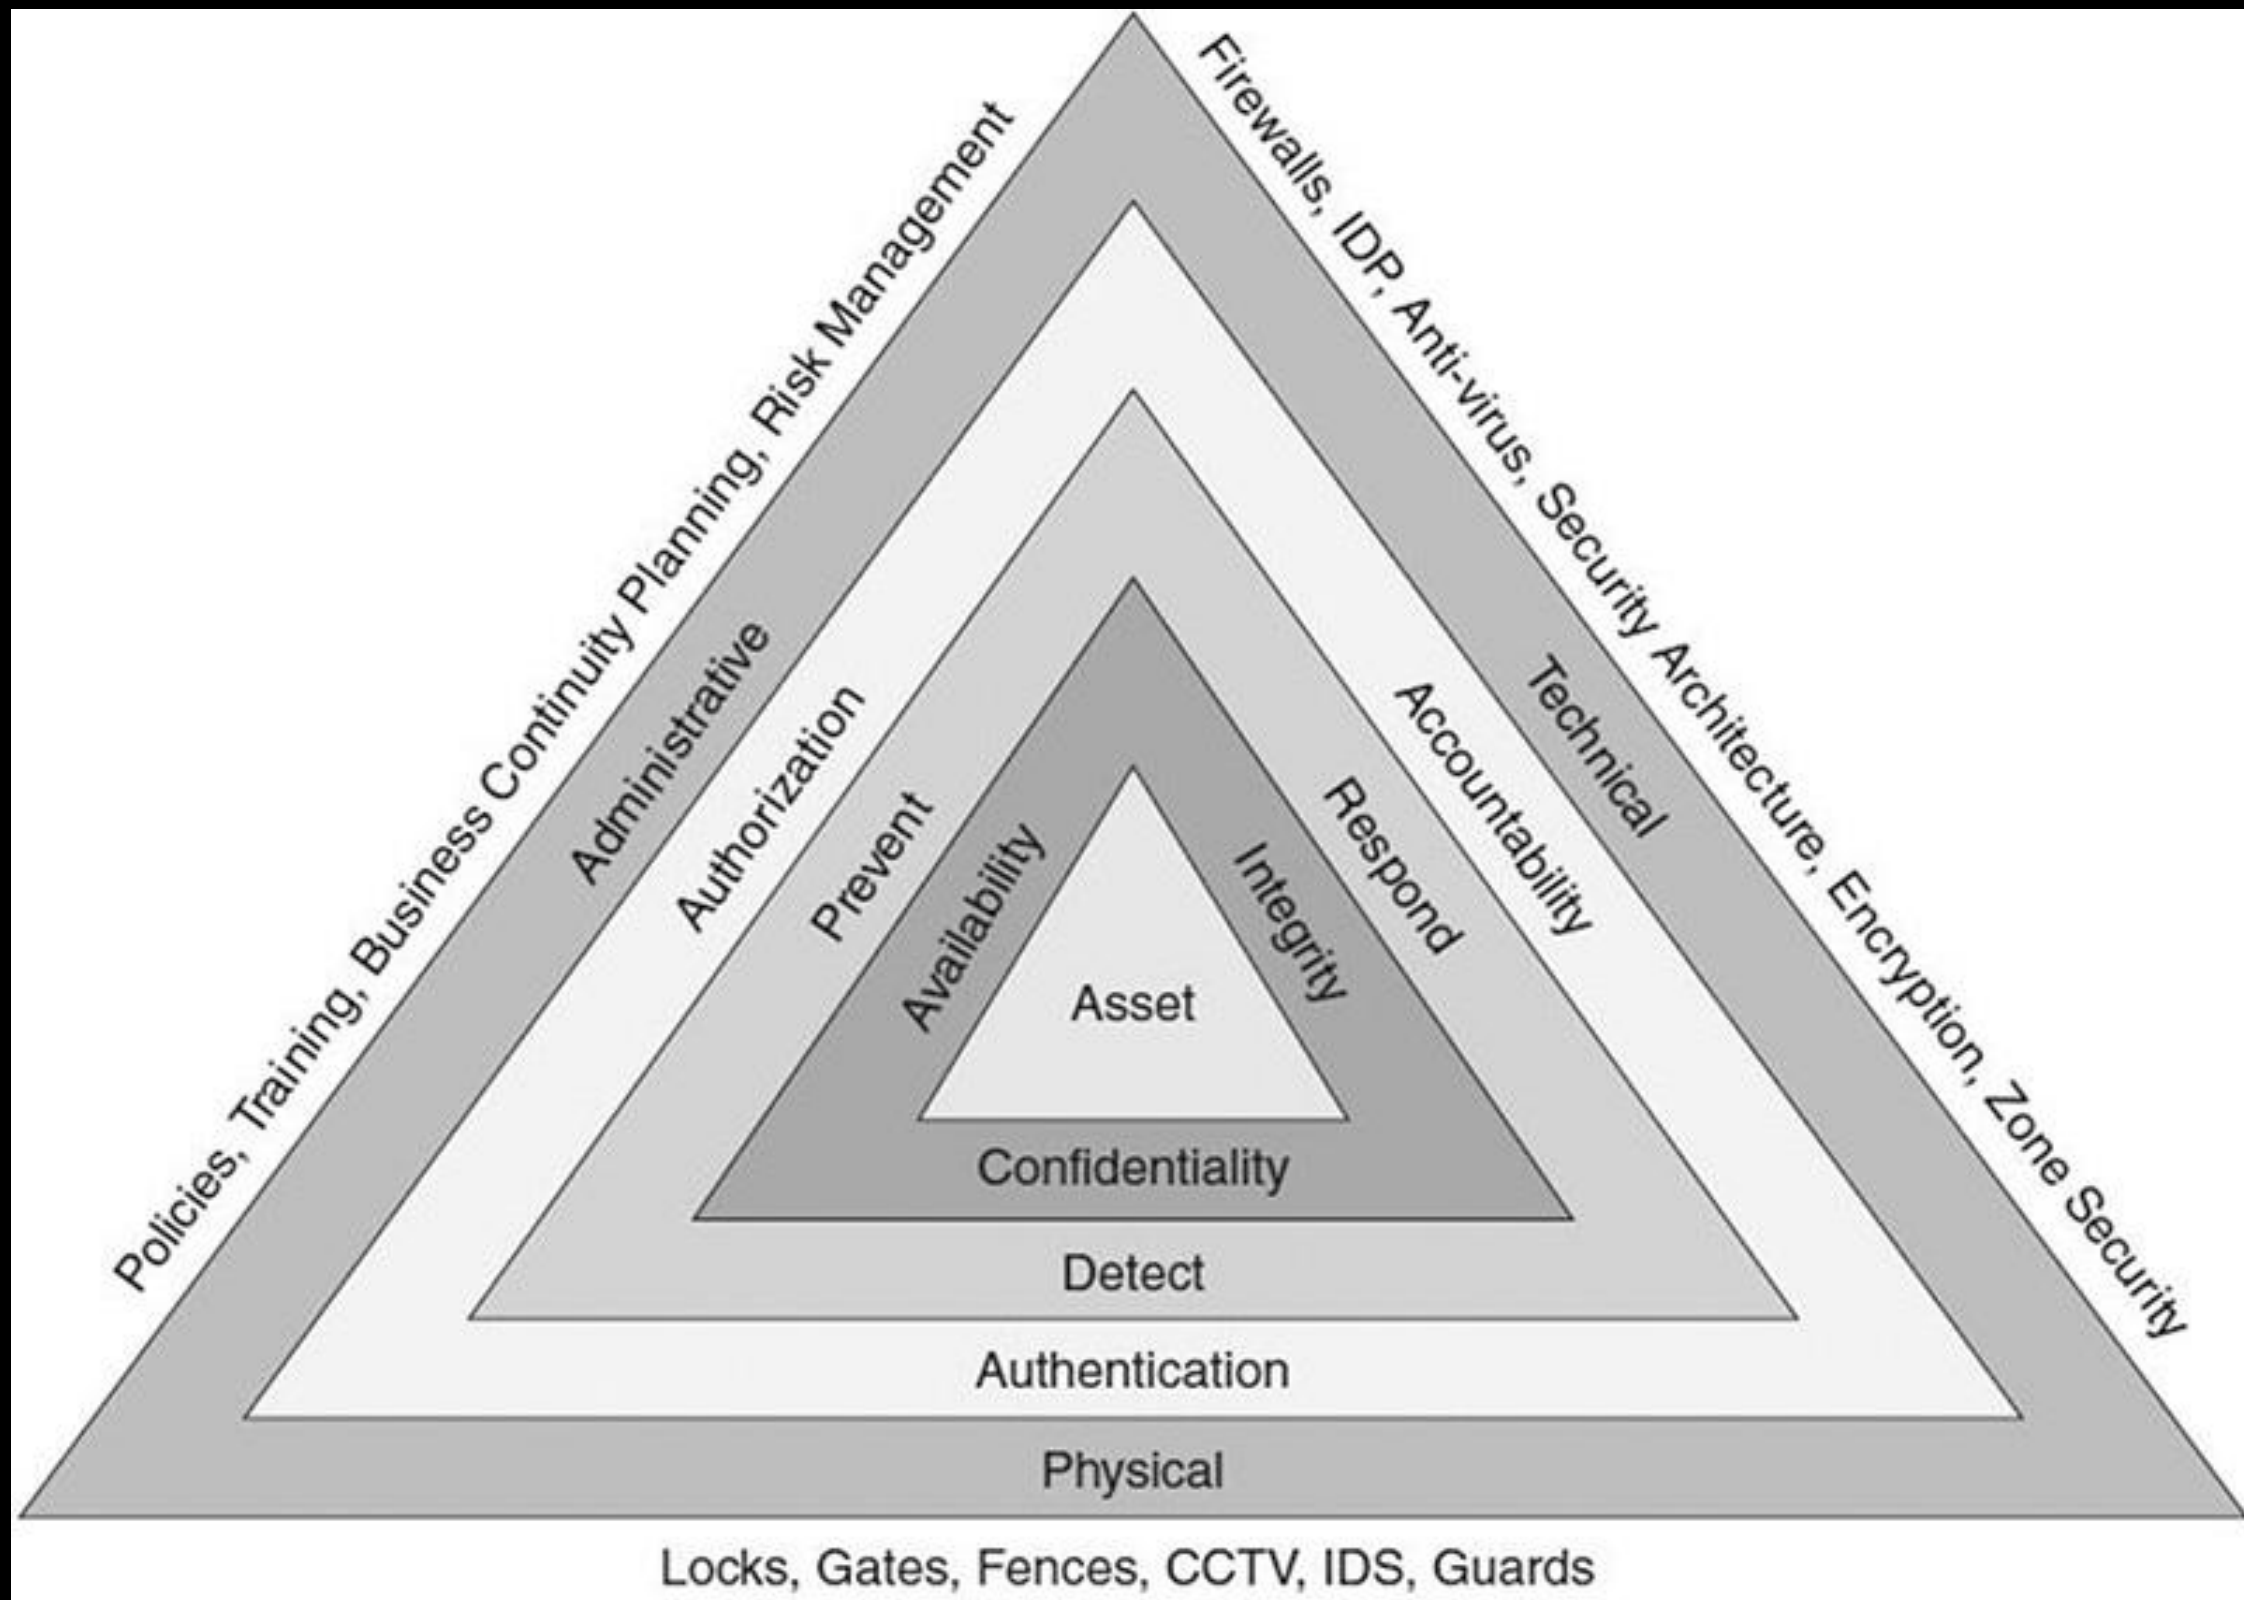 Policies, Training, Business Continuity Planning, Risk Management
Firewalls, IDP, Anti-virus, Security Architecture, Encryption, Zone Security
Administrative
Technical
Authorization
Accountability
Prevent
Respond
Availability
Integrity
Asset
Confidentiality
Detect
Authentication
Physical
Locks, Gates, Fences, CCTV, IDS, Guards